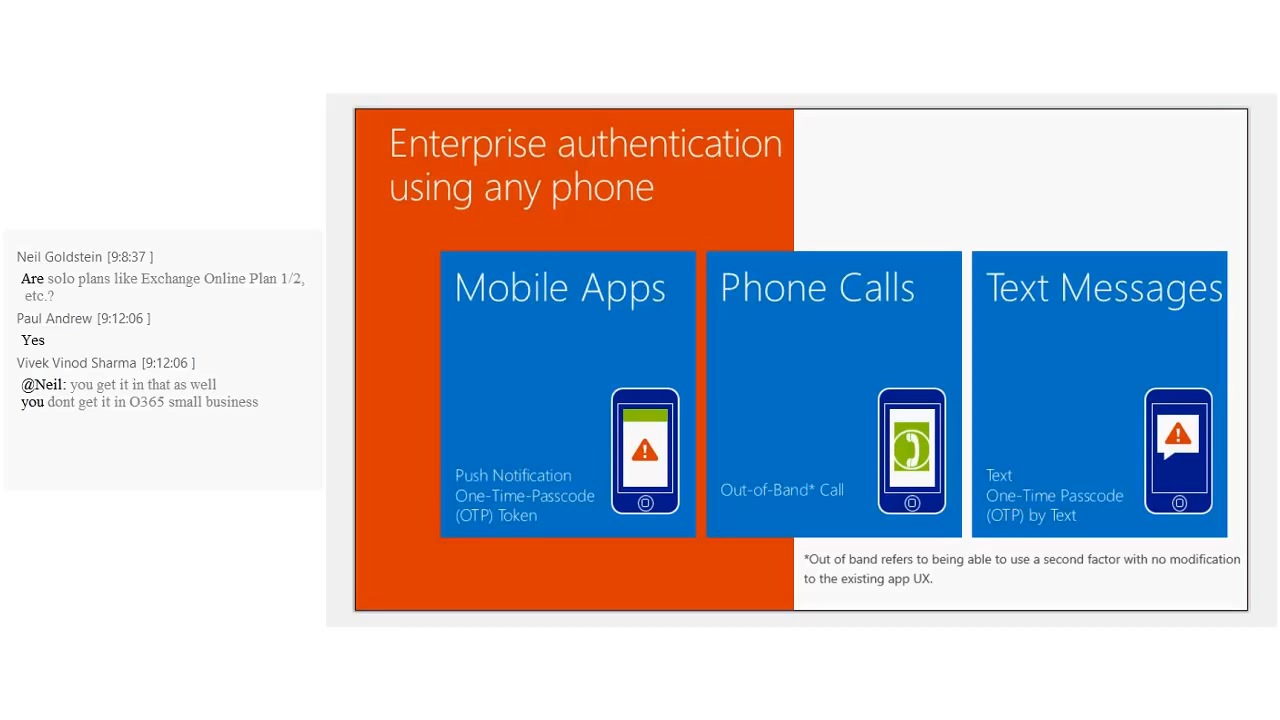 Neil Goldstein [9:8:37 ]
Are solo plans like Exchange Online Plan 1/2,
etc.?
Paul Andrew [9:12:06 ]
Yes
Vivek Vinod Sharma [9:12:06 ]
@Neil: you get it in that as well
you dont get it in O365 small business
Enterprise authentication
using any phone
Mobile Apps
Push Notification
One-Time-Passcode
(OTP) Token
Phone Calls
Out-of-Band* Call
Text Messages
Text
One-Time Passcode
(OTP) by Text
*Out of band refers to being able to use a second factor with no modification
to the existing app UX.